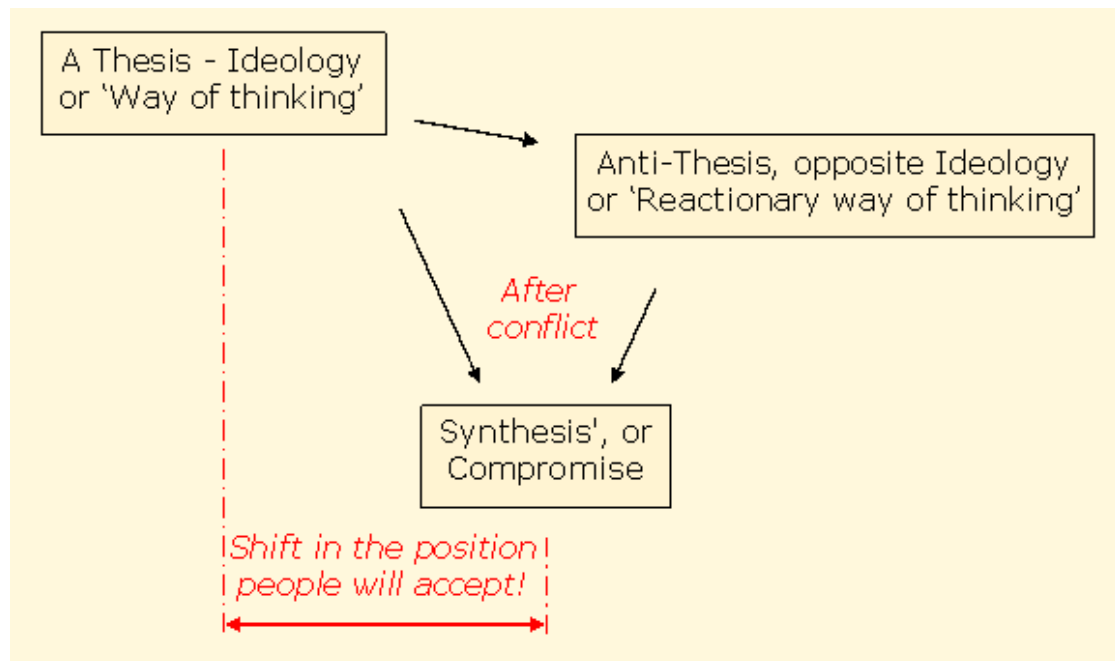 A Thesis - Ideology
or ‘Way of thinking’
Anti-Thesis, opposite Ideology
or ‘Reactionary way of thinking’
After
conflict
Synthesis', or
Compromise
Shift in the position
people will accept!